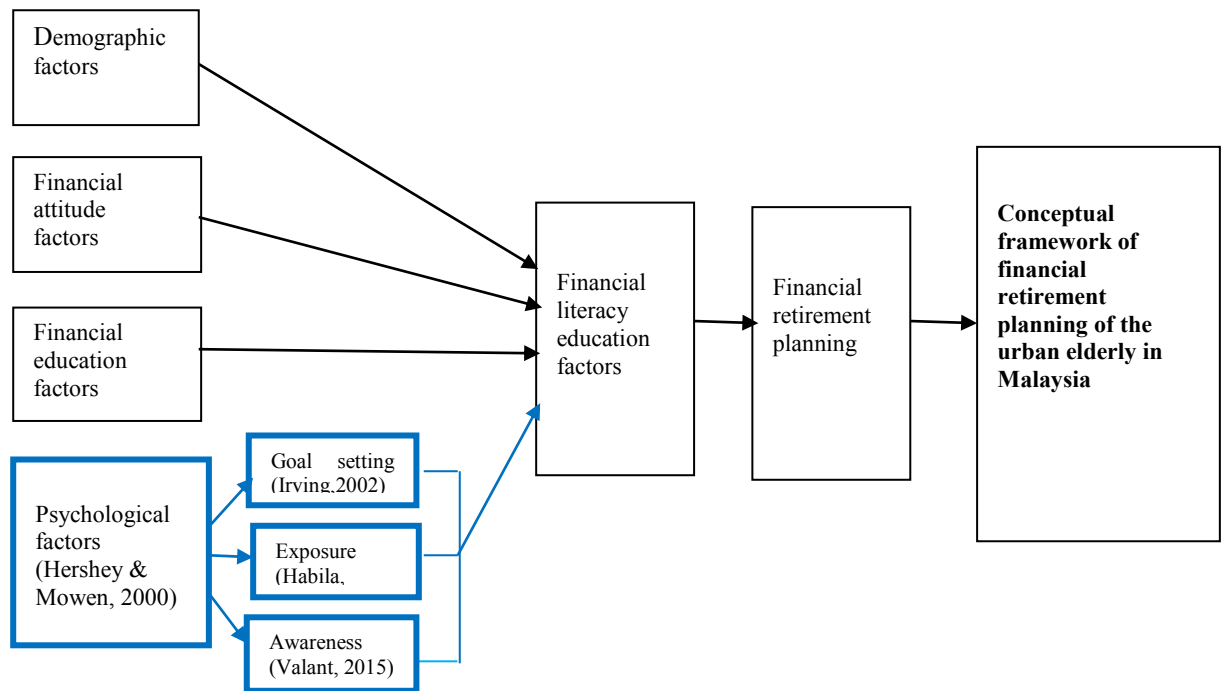 Demographic
factors
Financial
attitude
factors
Financial
education
factors
Psychological
factors
(Hershey &
Mowen, 2000)
Goal setting
(Irving,2002)
Exposure
(Habila,
Awareness
(Valant, 2015)
Financial
literacy
education
factors
Financial
retirement
planning
Conceptual
framework of
financial
retirement
planning of the
urban elderly in
Malaysia